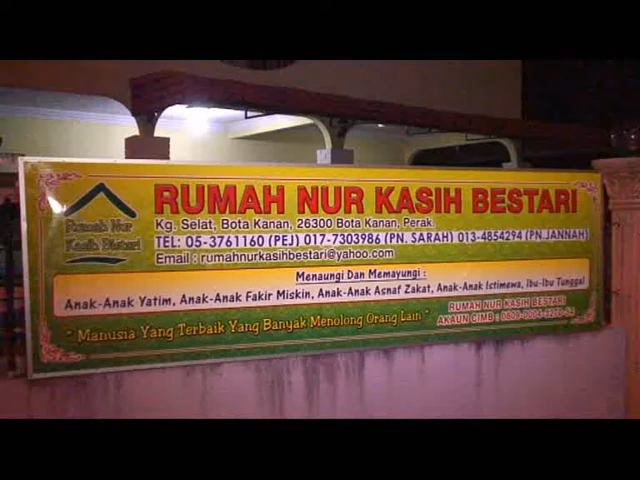 Rumah Nur
Kasih Bistari
RUMAH NUR KASIH BESTARI
Kg. Selat, Bota Kanan, 26300 Bota Kanan, Perak
TEL: 05-3761160 (PEJ) 017-7303986 (PN. SARAH) 013-4854294 (PN.JANNAH)
Email : rumahnurkasihbestari@yahoo.com
Menaungi Dan Memayungi :
Anak-Anak Yatim, Anak-Anak Fakir Miskin, Anak-Anak Asnaf Zakat, Anak-Anak Istimewa, Ibu-Ibu Tunggal
" Manusia Yang Terbaik Yang Banyak Menolong Orang Lain "
RUMAH NUR KASIH BESTARI
AKAUN CIMB :